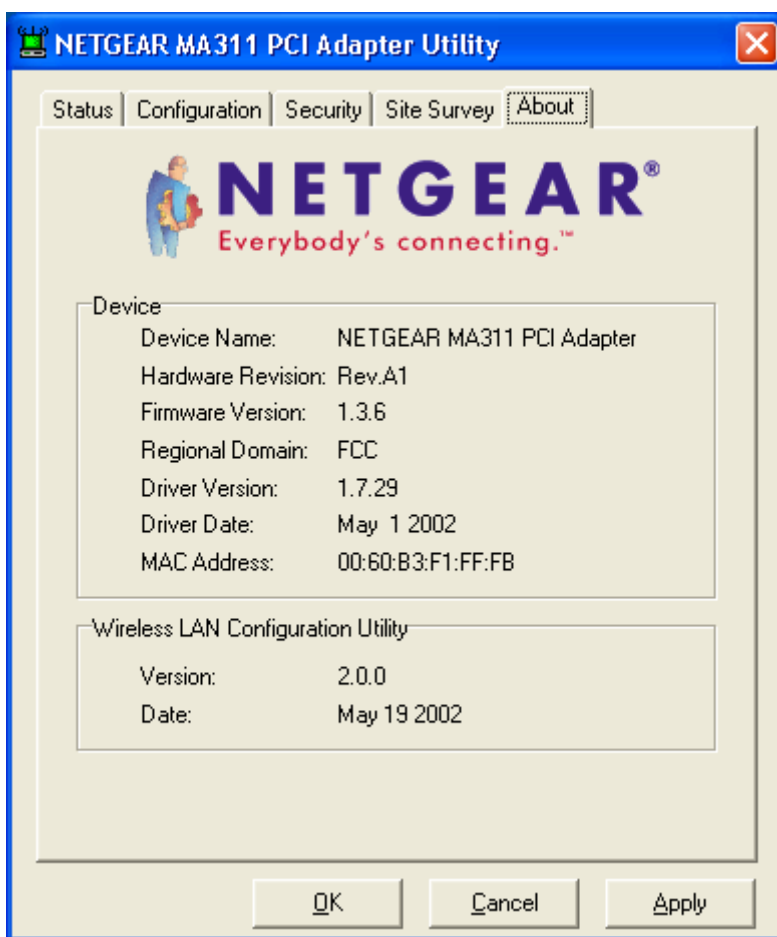 NETGEAR MA311 PCI Adapter Utility
Status Configuration Security Site Survey About
NETGEAR®
Everybody's connecting.™
Device
Device Name: NETGEAR MA311 PCI Adapter
Hardware Revision: Rev.A1
Firmware Version: 1.3.6
Regional Domain: FCC
Driver Version: 1.7.29
Driver Date: May 1 2002
MAC Address: 00:60:B3:F1:FF:FB
Wireless LAN Configuration Utility
Version: 2.0.0
Date: May 19 2002
OK Cancel Apply